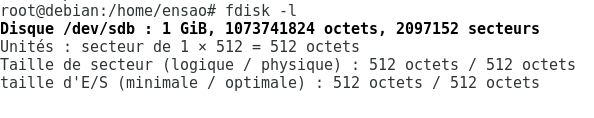 root@debian:/home/ensao# fdisk -l
Disque /dev/sdb : 1 GiB, 1073741824 octets, 2097152 secteurs
Unités : secteur de 1 × 512 = 512 octets
Taille de secteur (logique / physique) : 512 octets / 512 octets
taille d'E/S (minimale / optimale) : 512 octets / 512 octets